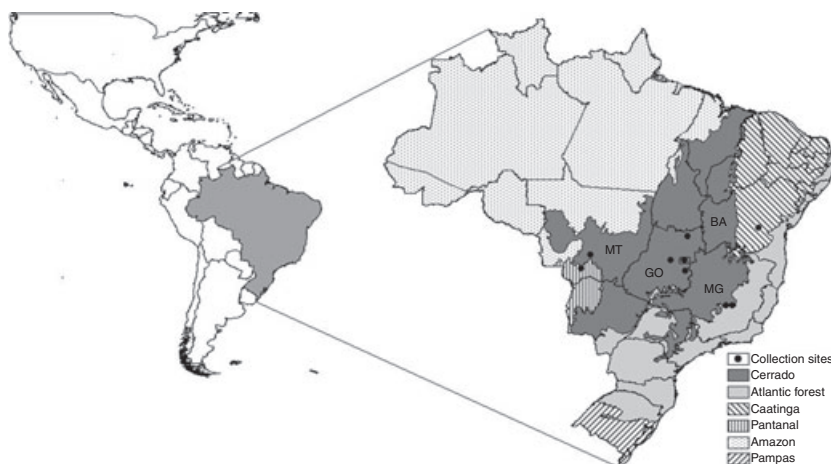 BA
MT
GO
MG
Collection sites
Cerrado
Atlantic forest
Caatinga
Pantanal
Amazon
Pampas